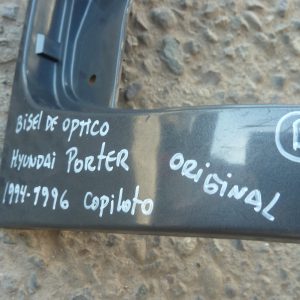 BISEl DE OPTICO
HYUNDAI PORTER
1994-1996 COPILOTO
ORIGINAL